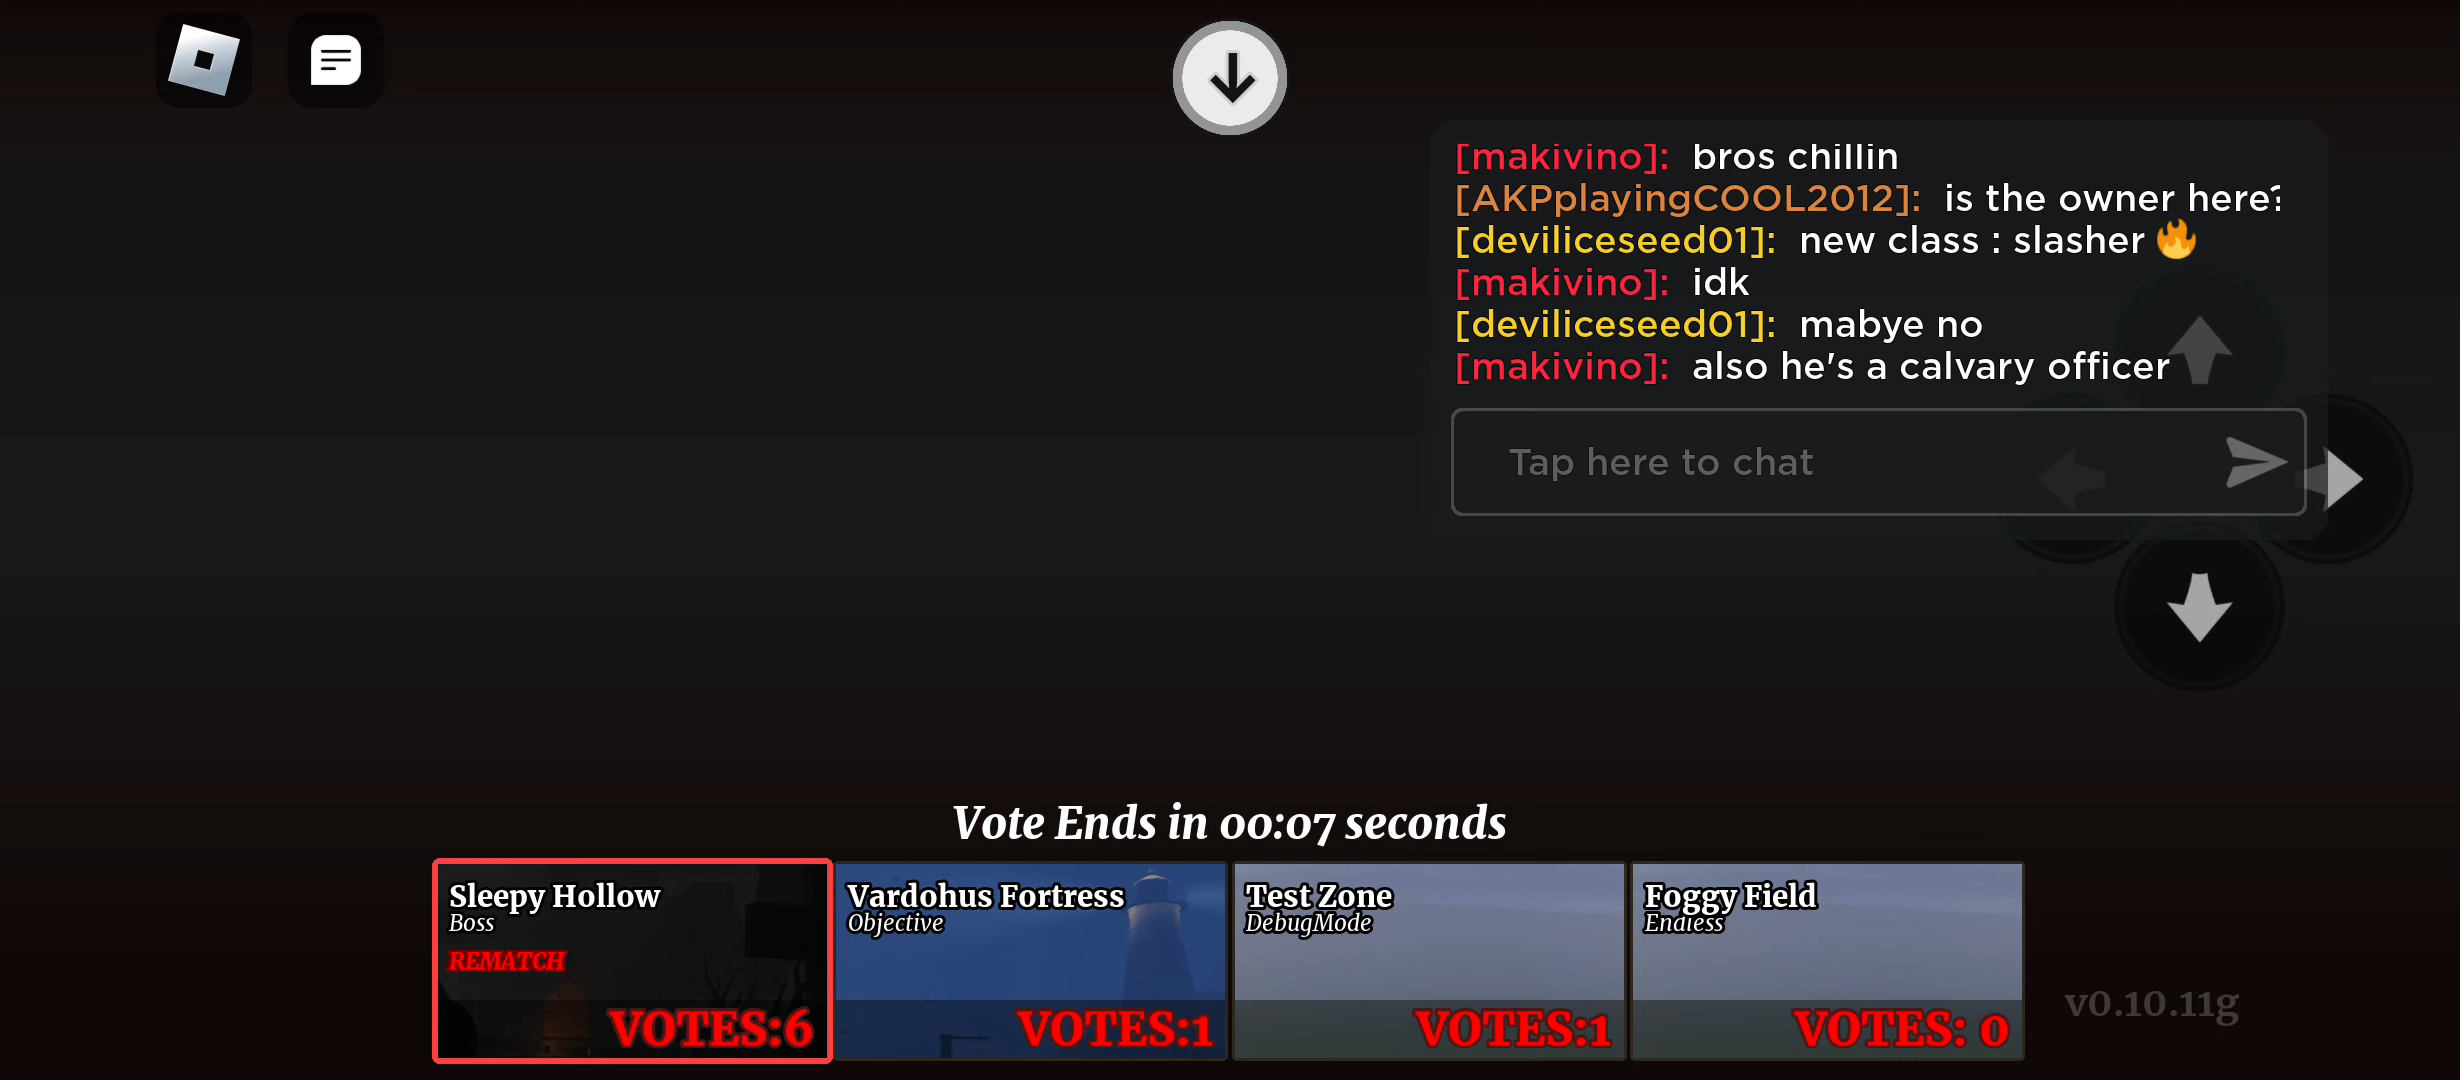 [makivino]: bros chillin
[AKPplayingCOOL2012]: is the owner here?
[deviliceseed01]: new class : slasher 🔥
[makivino]: idk
[deviliceseed01]: mabye no
[makivino]: also he's a calvary officer
Tap here to chat
Vote Ends in 00:07 seconds
Sleepy Hollow
Boss
REMATCH
VOTES:6
Vardohus Fortress
Objective
VOTES:1
Test Zone
DebugMode
VOTES:1
Foggy Field
Endless
VOTES: 0
v0.10.11g